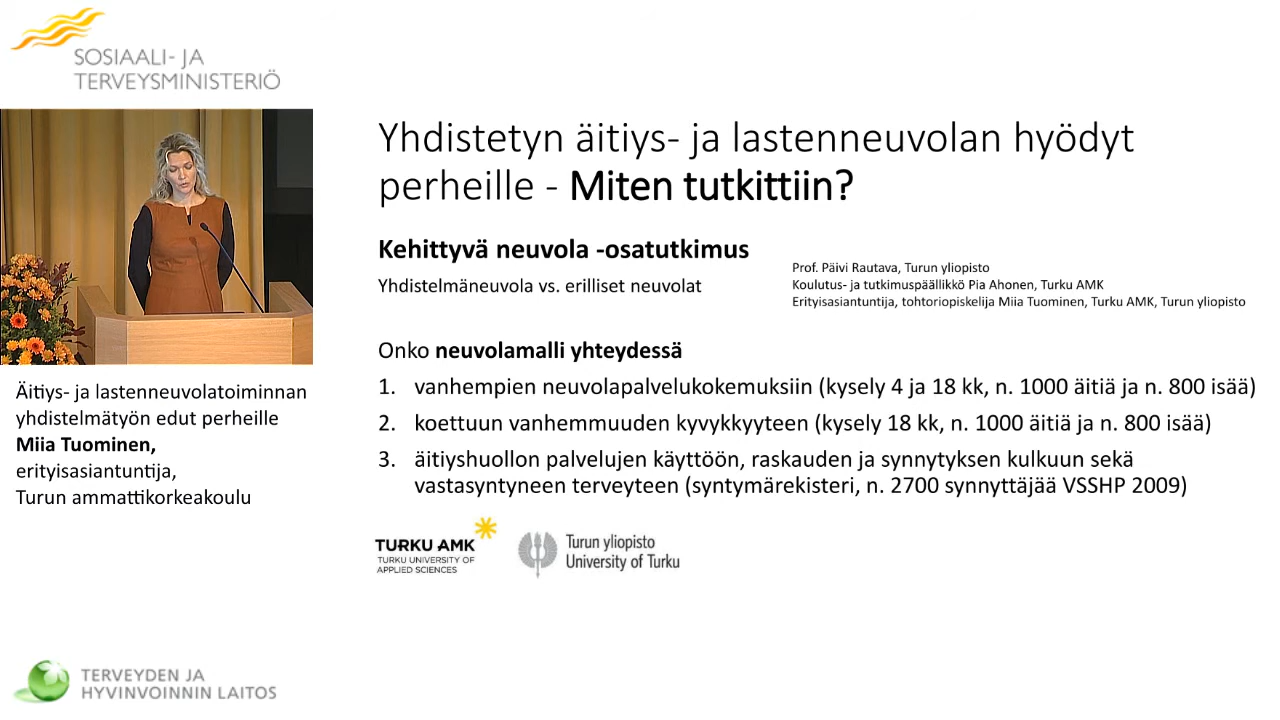 SOSIAALI- JA
TERVEYSMINISTERIÖ
Yhdistetyn äitiys- ja lastenneuvolan hyödyt
perheille - Miten tutkittiin?
Kehittyvä neuvola -osatutkimus
Yhdistelmäneuvola vs. erilliset neuvolat
Prof. Päivi Rautava, Turun yliopisto
Koulutus- ja tutkimuspäällikkö Pia Ahonen, Turku AMK
Erityisasiantuntija, tohtoriopiskelija Miia Tuominen, Turku AMK, Turun yliopisto
Onko neuvolamalli yhteydessä
1. vanhempien neuvolapalvelukokemuksiin (kysely 4 ja 18 kk, n. 1000 äitiä ja n. 800 isää)
2. koettuun vanhemmuuden kyvykkyyteen (kysely 18 kk, n. 1000 äitiä ja n. 800 isää)
3. äitiyshuollon palvelujen käyttöön, raskauden ja synnytyksen kulkuun sekä
vastasyntyneen terveyteen (syntymärekisteri, n. 2700 synnyttäjää VSSHP 2009)
Äitiys- ja lastenneuvolatoiminnan
yhdistelmätyön edut perheille
Miia Tuominen,
erityisasiantuntija,
Turun ammattikorkeakoulu
TURKU AMK
TURKU UNIVERSITY OF
APPLIED SCIENCES
Turun yliopisto
University of Turku
TERVEYDEN JA
HYVINVOINNIN LAITOS